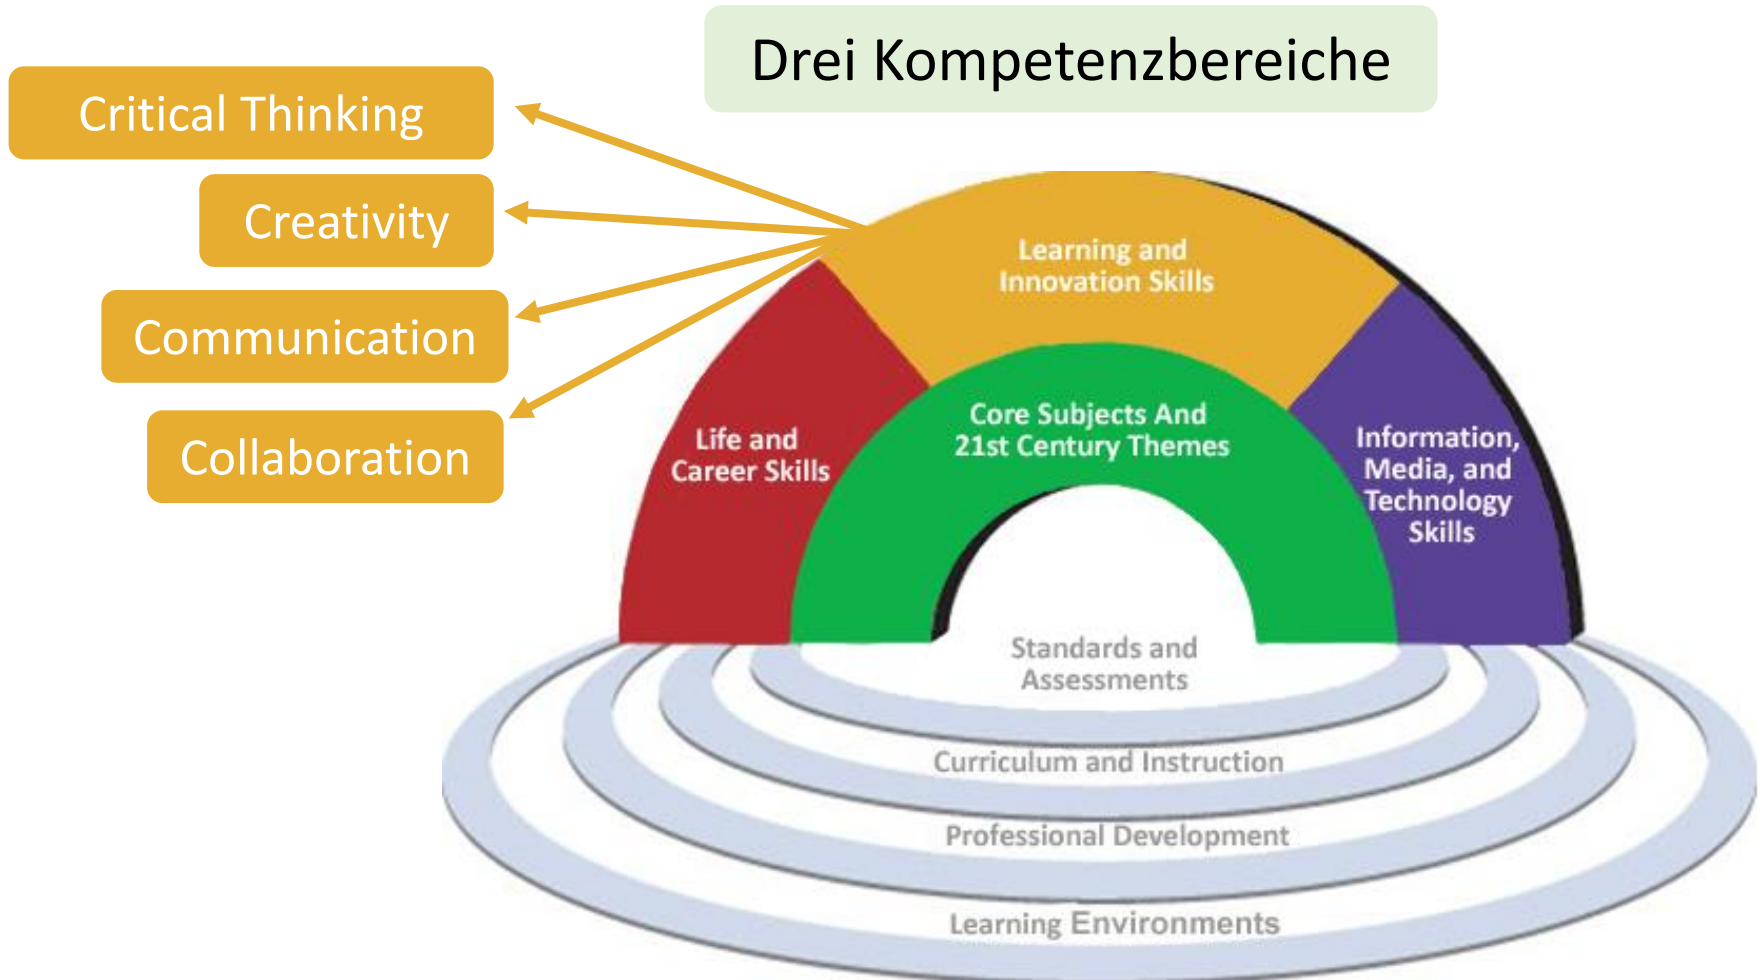 Drei Kompetenzbereiche
Critical Thinking
Creativity
Communication
Collaboration
Learning and
Innovation Skills
Life and
Career Skills
Core Subjects And
21st Century Themes
Information,
Media, and
Technology
Skills
Standards and
Assessments
Curriculum and Instruction
Professional Development
Learning Environments